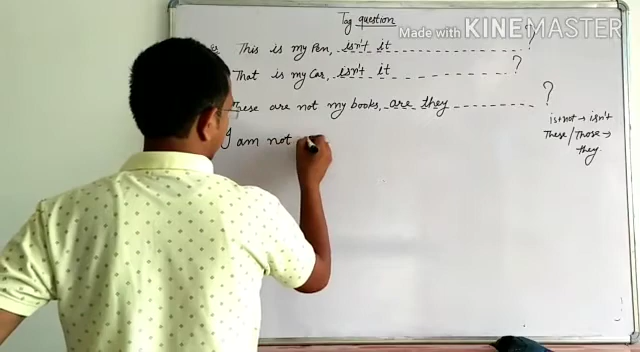 Tag question
Made with KINEMASTER
This is my Pen, isn't it ?
That is my Car, isn't it ?
These are not my books, are they ?
is+not → isn't
These / Those →
they
I am not